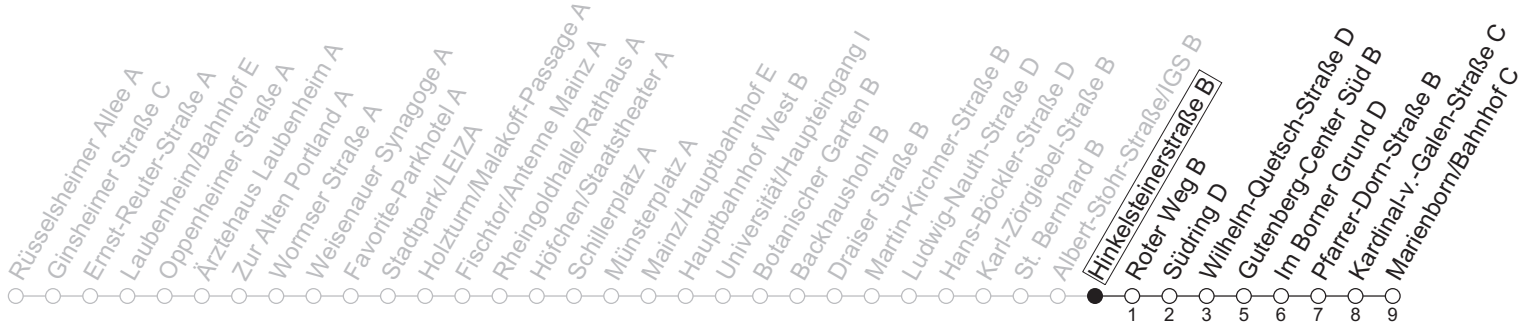 Rüsselsheimer Allee A
Ginsheimer Straße C
Ernst-Reuter-Straße A
Laubenheim/Bahnhof E
Oppenheimer Straße A
Ärztehaus Laubenheim A
Zur Alten Portland A
Wormser Straße A
Weisenauer Synagoge A
Favorite-Parkhotel A
Stadtpark/LEIZA
Holzturm/Malakoff-Passage A
Fischtor/Antenne Mainz A
Rheingoldhalle/Rathaus A
Höfchen/Staatstheater A
Schillerplatz A
Münsterplatz A
Mainz/Hauptbahnhof E
Hauptbahnhof West B
Universität/Haupteingang I
Botanischer Garten B
Backhaushohl B
Draiser Straße B
Martin-Kirchner-Straße B
Ludwig-Nauth-Straße D
Hans-Böckler-Straße D
Karl-Zörgiebel-Straße B
St. Bernhard B
Albert-Stohr-Straße/IGS B
Hinkelsteinerstraße B
Roter Weg B
Südring D
Wilhelm-Quetsch-Straße D
Gutenberg-Center Süd B
Im Borner Grund D
Pfarrer-Dorn-Straße B
Kardinal-v.-Galen-Straße C
Marienborn/Bahnhof C
1 2 3 5 6 7 8 9